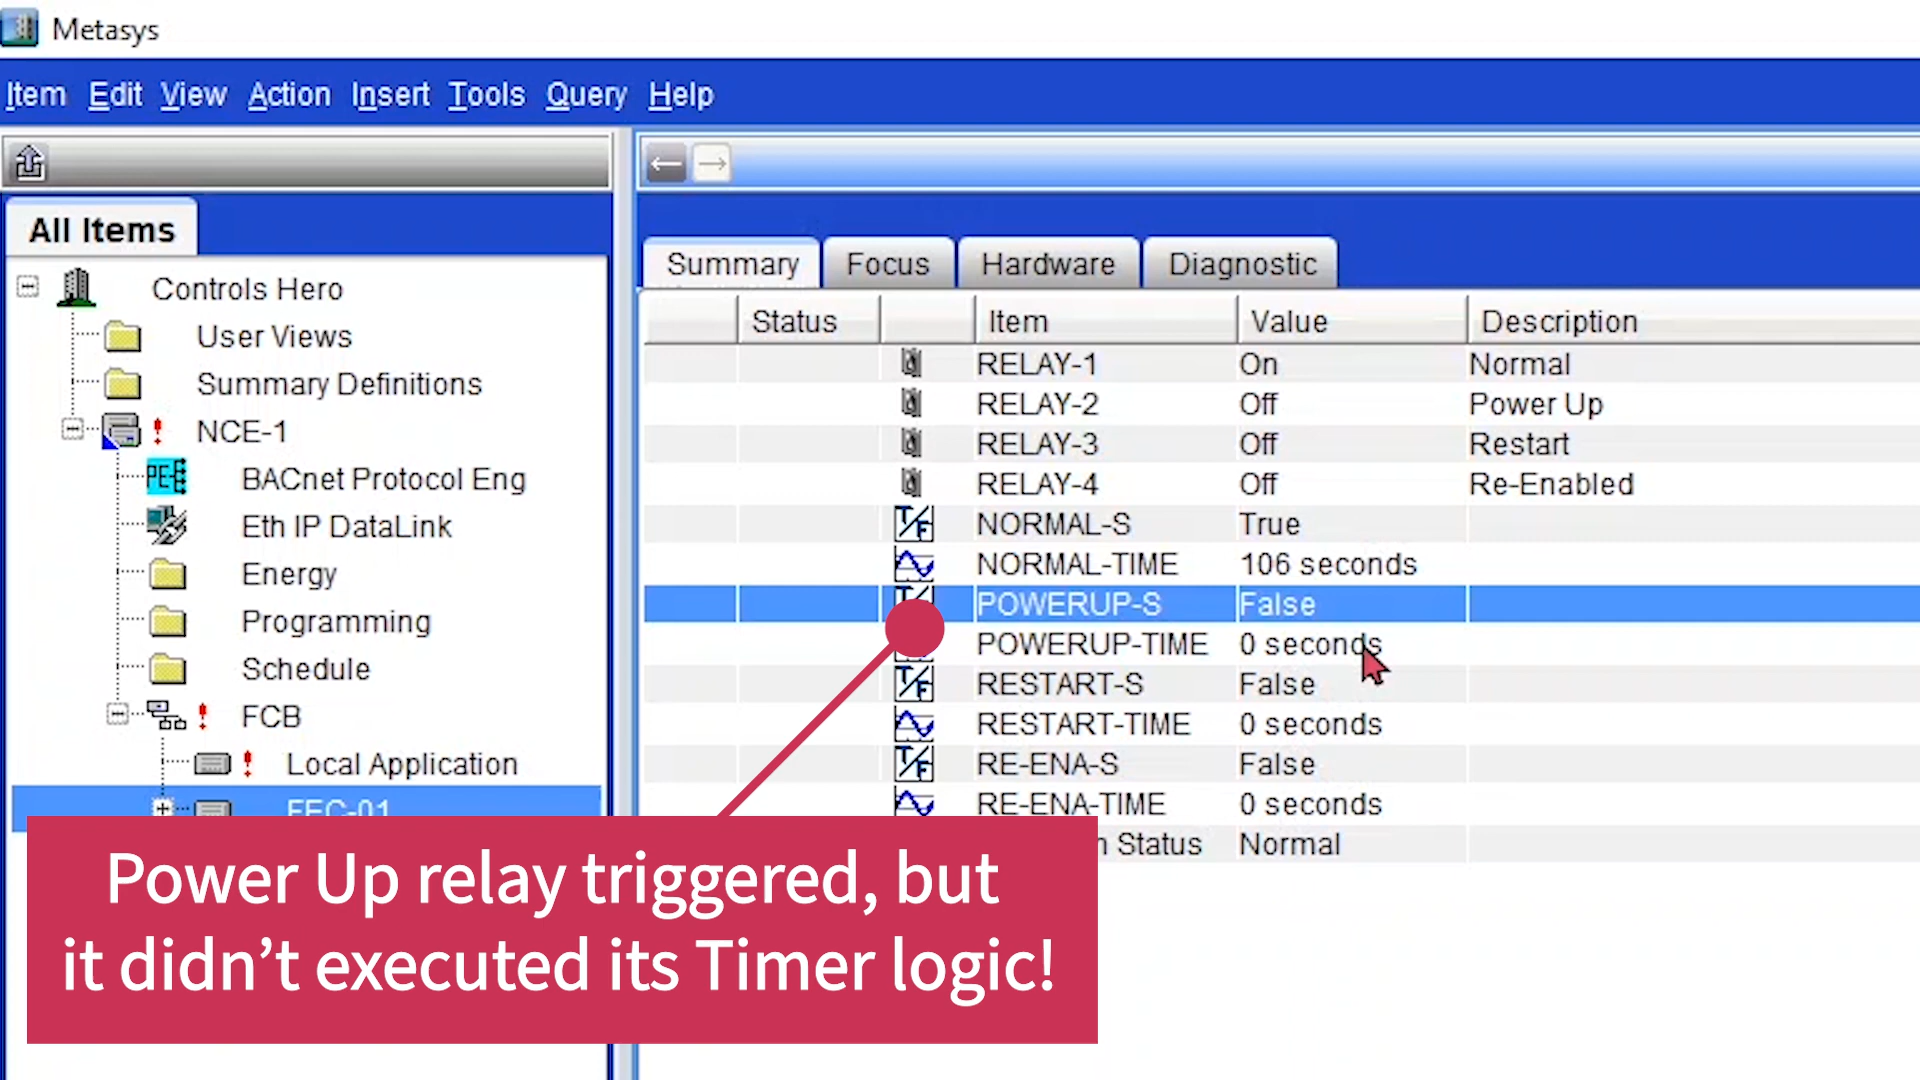 Metasys
Item Edit View Action Insert Tools Query Help
All Items
Controls Hero
User Views
Summary Definitions
NCE-1
BACnet Protocol Eng
Eth IP DataLink
Energy
Programming
Schedule
FCB
Local Application
FEC-01
Summary Focus Hardware Diagnostic
Status Item Value Description
RELAY-1 On Normal
RELAY-2 Off Power Up
RELAY-3 Off Restart
RELAY-4 Off Re-Enabled
NORMAL-S True
NORMAL-TIME 106 seconds
POWERUP-S False
POWERUP-TIME 0 seconds
RESTART-S False
RESTART-TIME 0 seconds
RE-ENA-S False
RE-ENA-TIME 0 seconds
n Status Normal
Power Up relay triggered, but
it didn’t executed its Timer logic!